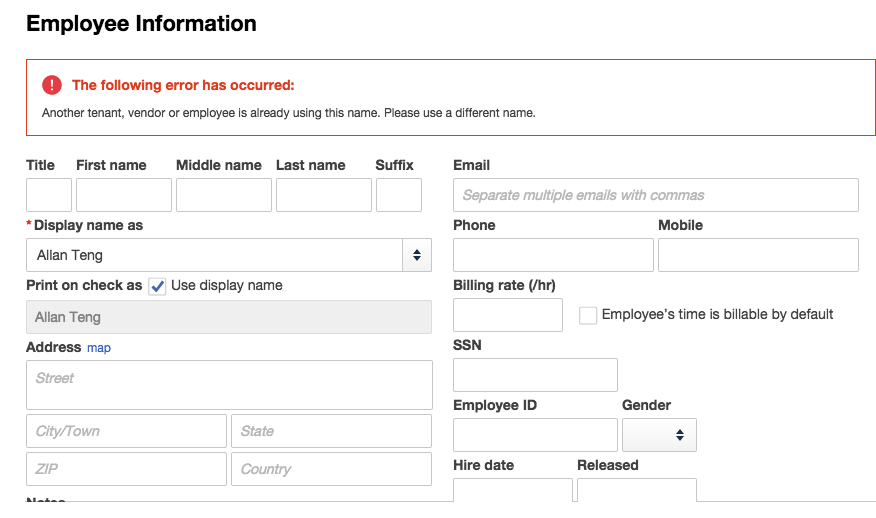 Employee Information
The following error has occurred:
Another tenant, vendor or employee is already using this name. Please use a different name.
Title First name Middle name Last name Suffix
* Display name as
Allan Teng
Print on check as Use display name
Allan Teng
Address map
Street
City/Town State
ZIP Country
Notes
Email
Separate multiple emails with commas
Phone Mobile
Billing rate (/hr)
Employee's time is billable by default
SSN
Employee ID Gender
Hire date Released